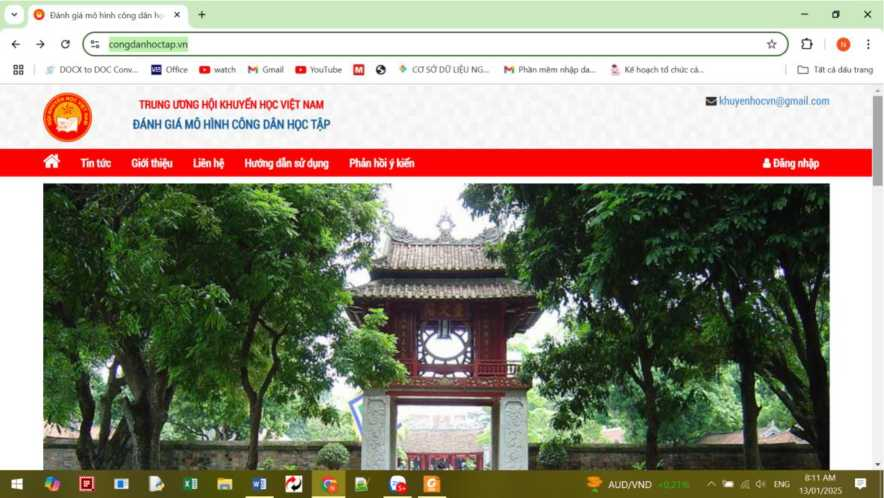 Đánh giá mô hình công dân họ
congdanhoctap.vn
DOCX to DOC Conv...
Office
watch
Gmail
YouTube
CƠ SỞ DỮ LIỆU NG...
Phần mềm nhập đa...
Kế hoạch tổ chức cá...
Tất cả dấu trang
TRUNG ƯƠNG HỘI KHUYẾN HỌC VIỆT NAM
ĐÁNH GIÁ MÔ HÌNH CÔNG DÂN HỌC TẬP
khuyenhocvn@gmail.com
Tin tức
Giới thiệu
Liên hệ
Hướng dẫn sử dụng
Phản hồi ý kiến
Đăng nhập
AUD/VND +0,21%
ENG
8:11 AM
13/01/2025